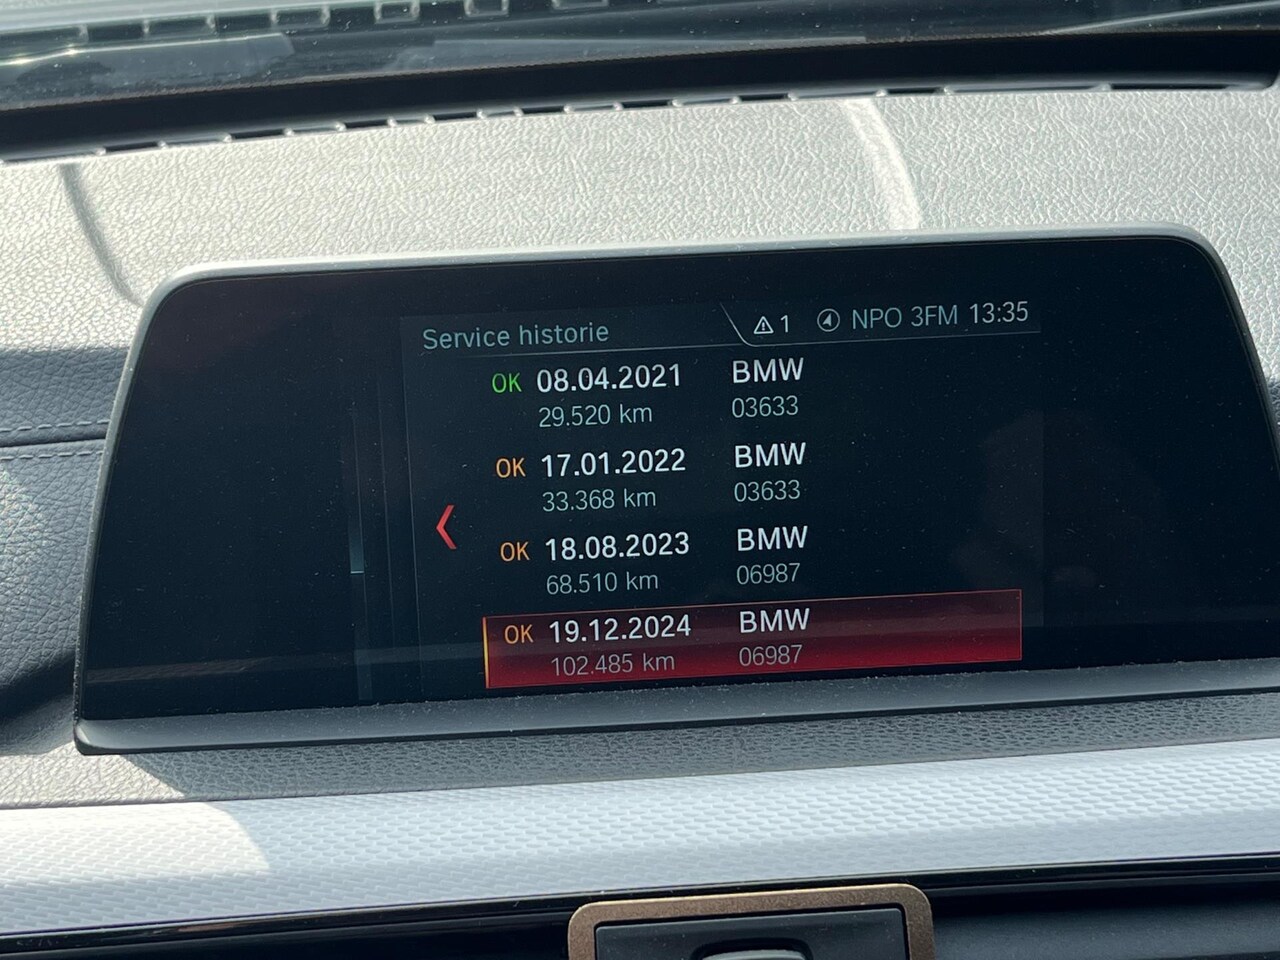 Service historie
1 NPO 3FM 13:35
OK 08.04.2021 BMW
29.520 km 03633
OK 17.01.2022 BMW
33.368 km 03633
OK 18.08.2023 BMW
68.510 km 06987
OK 19.12.2024 BMW
102.485 km 06987